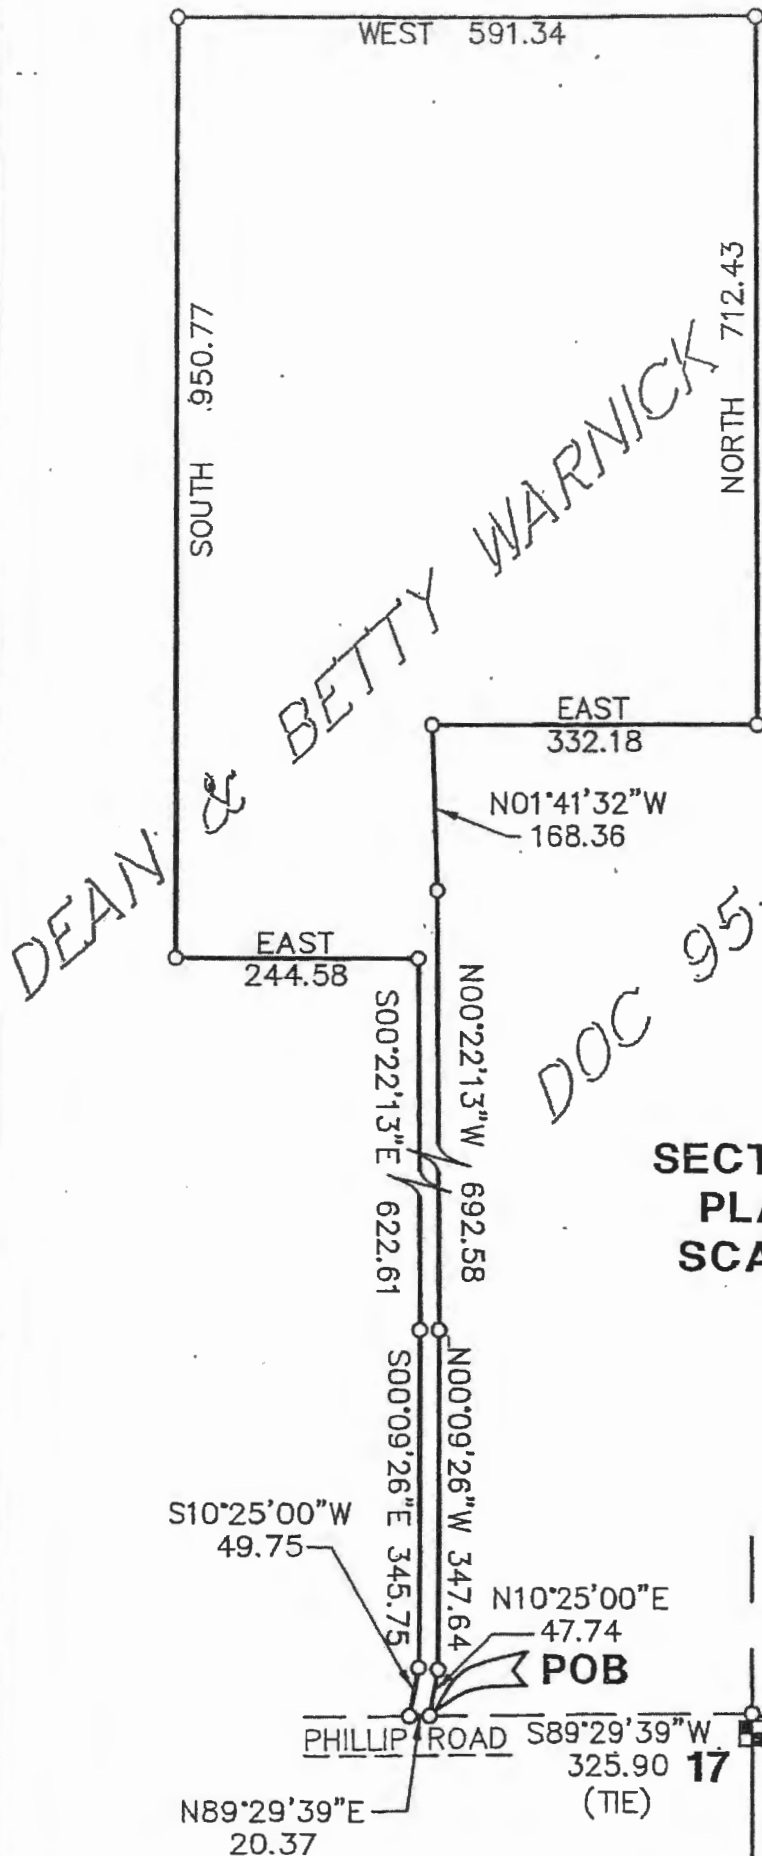 WEST 591.34
SOUTH 950.77
NORTH 712.43
DEAN & BETTY WARNICK
EAST
332.18
N01°41'32"W
168.36
EAST
244.58
DOC 95
S00°22'13"E 622.61
N00°22'13"W 692.58
SECT
PLA
SCA
S00°09'26"E 345.75
N00°09'26"W 347.64
S10°25'00"W
49.75
N10°25'00"E
47.74
POB
PHILLIP ROAD
S89°29'39"W
325.90
(TIE)
17
N89°29'39"E
20.37